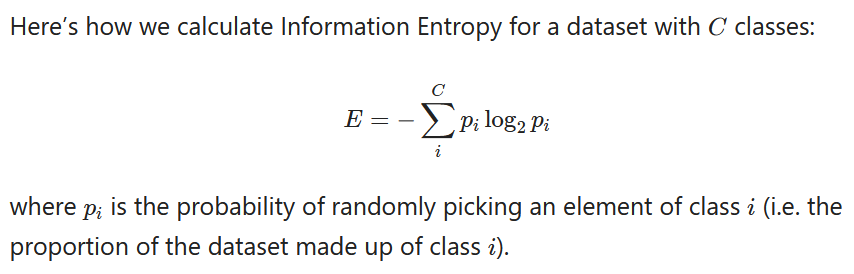 Here’s how we calculate Information Entropy for a dataset with C classes:
E = − ∑_i^C p_i log_2 p_i
where p_i is the probability of randomly picking an element of class i (i.e. the
proportion of the dataset made up of class i).